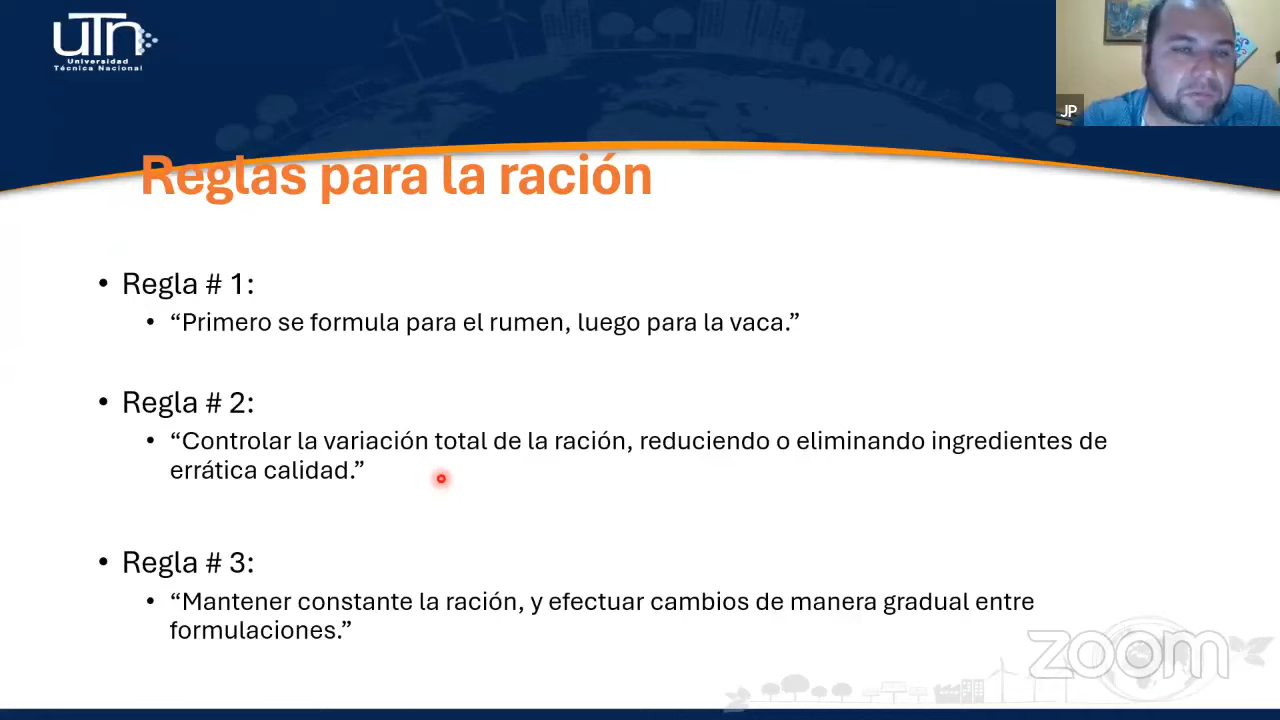 uTn
Universidad
Técnica Nacional
JP
Reglas para la ración
• Regla # 1:
• “Primero se formula para el rumen, luego para la vaca.”
• Regla # 2:
• “Controlar la variación total de la ración, reduciendo o eliminando ingredientes de
errática calidad.”
• Regla # 3:
• “Mantener constante la ración, y efectuar cambios de manera gradual entre
formulaciones.”
zoom